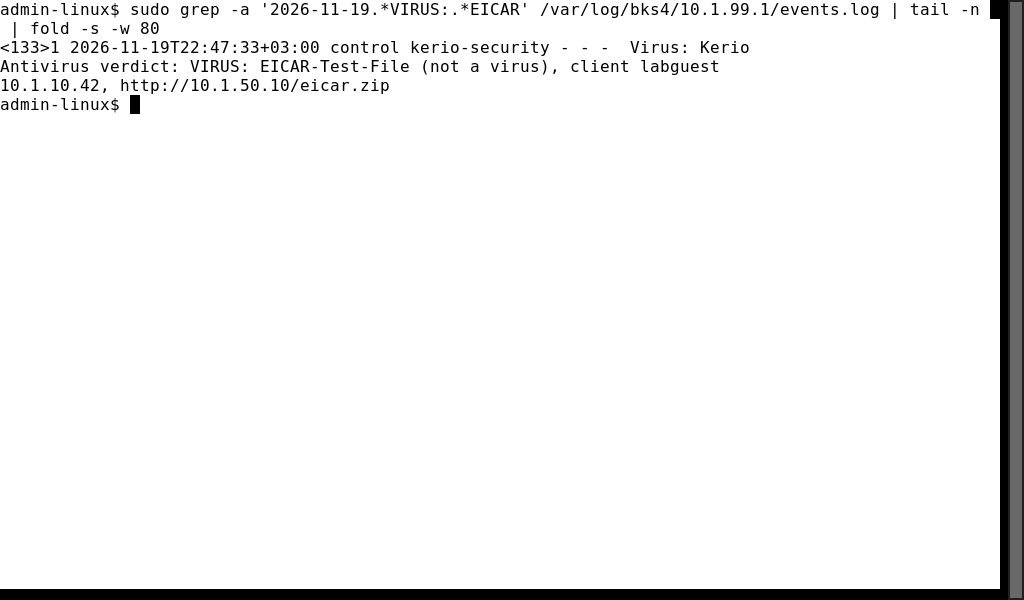 admin-linux$ sudo grep -a '2026-11-19.*VIRUS:.*EICAR' /var/log/bks4/10.1.99.1/events.log | tail -n
 | fold -s -w 80
<133>1 2026-11-19T22:47:33+03:00 control kerio-security - - -  Virus: Kerio
Antivirus verdict: VIRUS: EICAR-Test-File (not a virus), client labguest
10.1.10.42, http://10.1.50.10/eicar.zip
admin-linux$